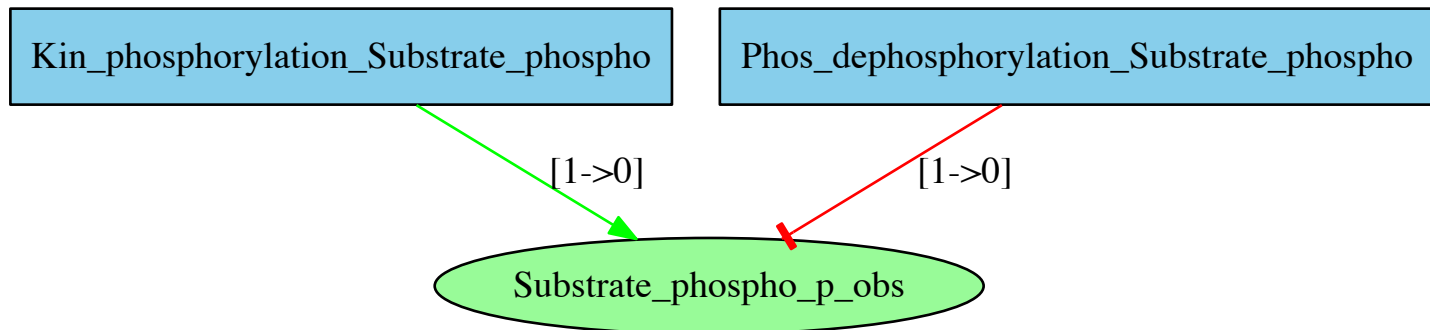 Kin_phosphorylation_Substrate_phospho
Phos_dephosphorylation_Substrate_phospho
[1->0]
[1->0]
Substrate_phospho_p_obs